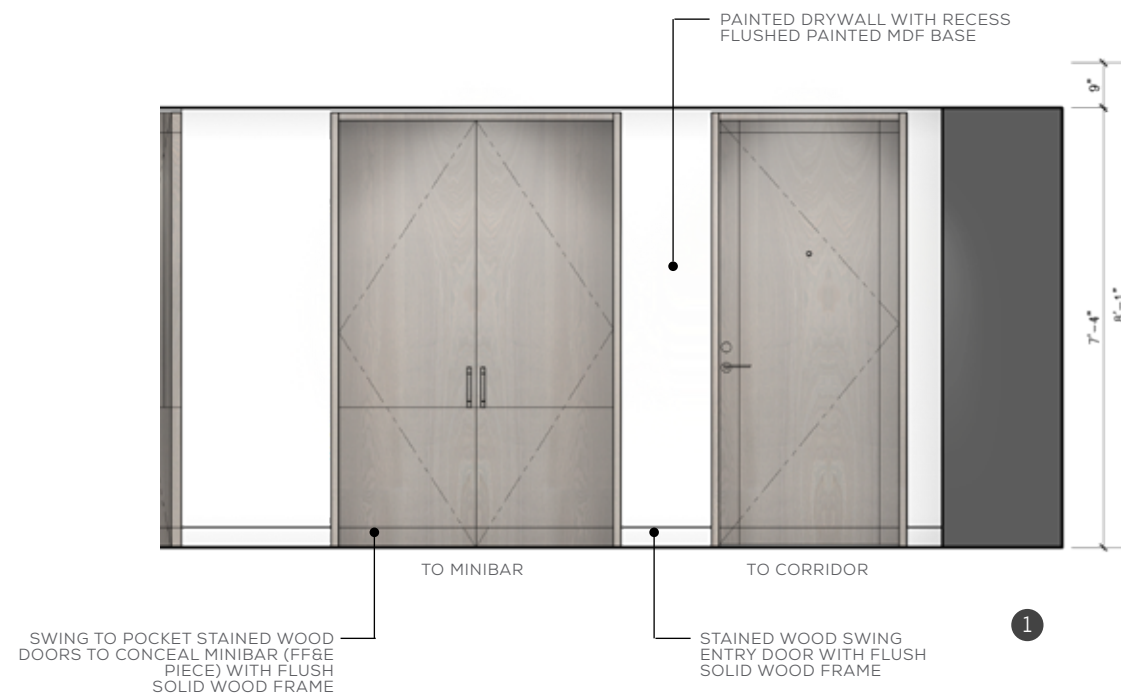 PAINTED DRYWALL WITH RECESS
FLUSHED PAINTED MDF BASE
9"
7'-4"
8'-1"
TO MINIBAR
TO CORRIDOR
1
SWING TO POCKET STAINED WOOD
DOORS TO CONCEAL MINIBAR (FF&E
PIECE) WITH FLUSH
SOLID WOOD FRAME
STAINED WOOD SWING
ENTRY DOOR WITH FLUSH
SOLID WOOD FRAME